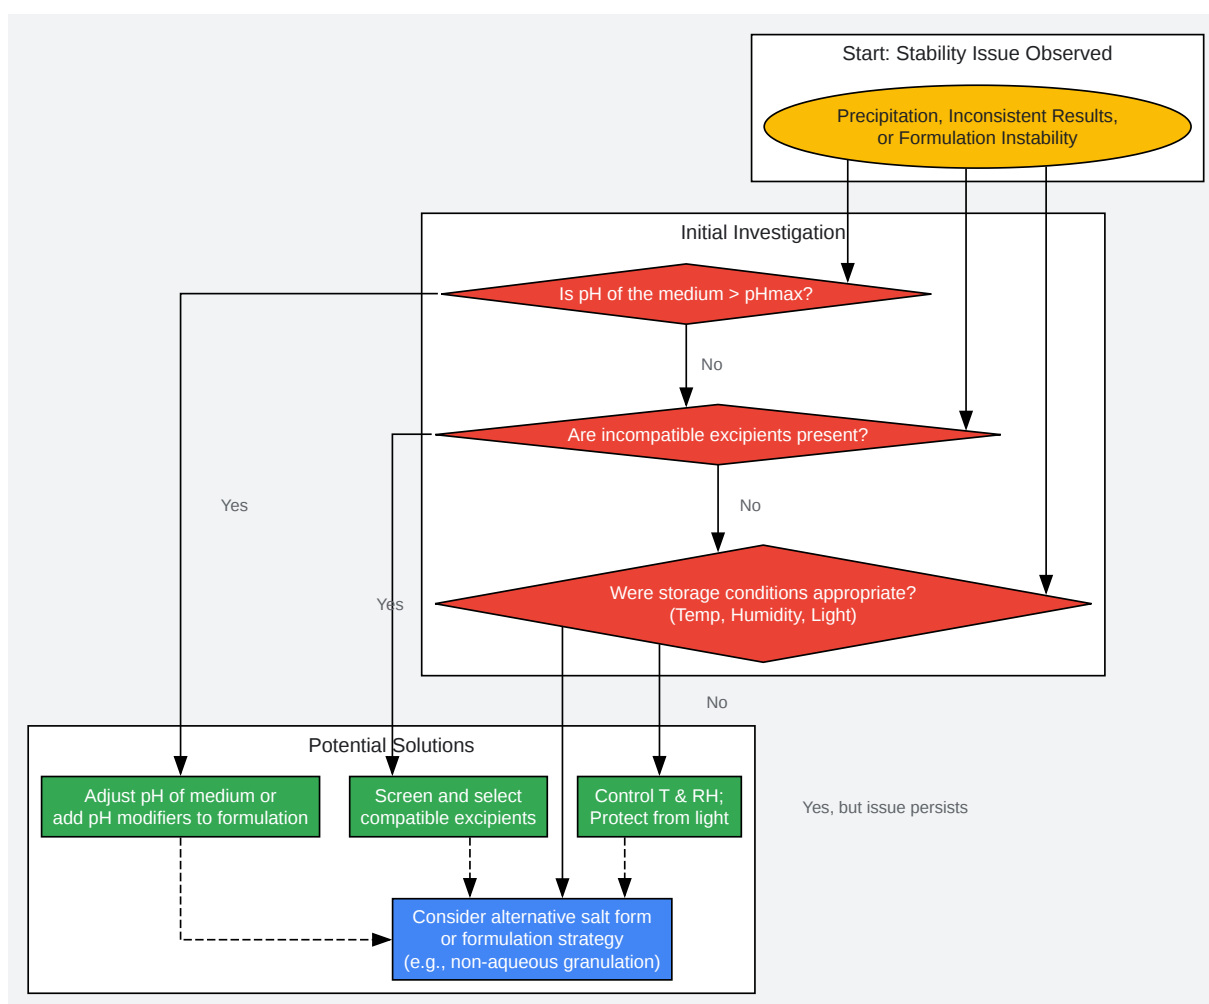 Start: Stability Issue Observed
Precipitation, Inconsistent Results,
or Formulation Instability
Initial Investigation
Is pH of the medium > pHmax?
No
Are incompatible excipients present?
Yes
No
Were storage conditions appropriate?
(Temp, Humidity, Light)
Yes
No
Potential Solutions
Adjust pH of medium or
add pH modifiers to formulation
Screen and select
compatible excipients
Control T & RH;
Protect from light
Yes, but issue persists
Consider alternative salt form
or formulation strategy
(e.g., non-aqueous granulation)